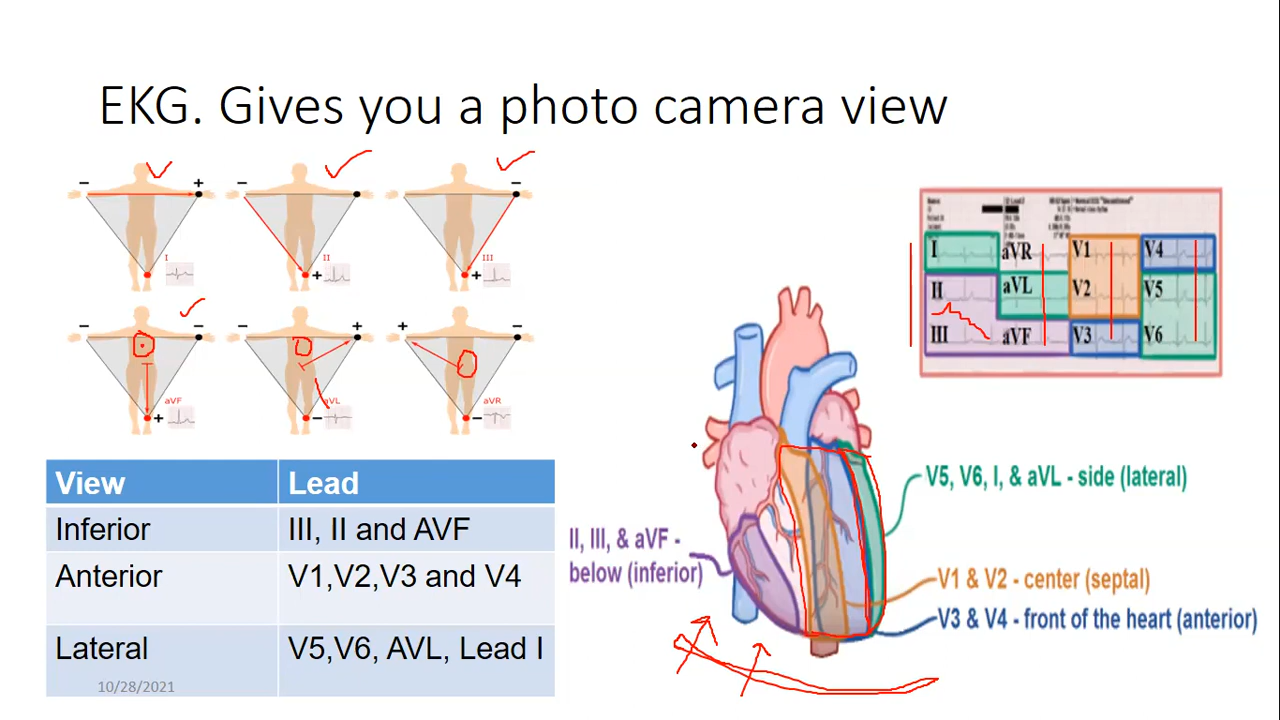 EKG. Gives you a photo camera view
− +
I
−
+
II
−
+
III
− −
+
aVF
− +
−
aVL
+ −
−
aVR
View Lead
Inferior III, II and AVF
Anterior V1,V2,V3 and V4
Lateral V5,V6, AVL, Lead I
10/28/2021
I aVR V1 V4
II aVL V2 V5
III aVF V3 V6
V5, V6, I, & aVL - side (lateral)
II, III, & aVF -
below (inferior)
V1 & V2 - center (septal)
V3 & V4 - front of the heart (anterior)